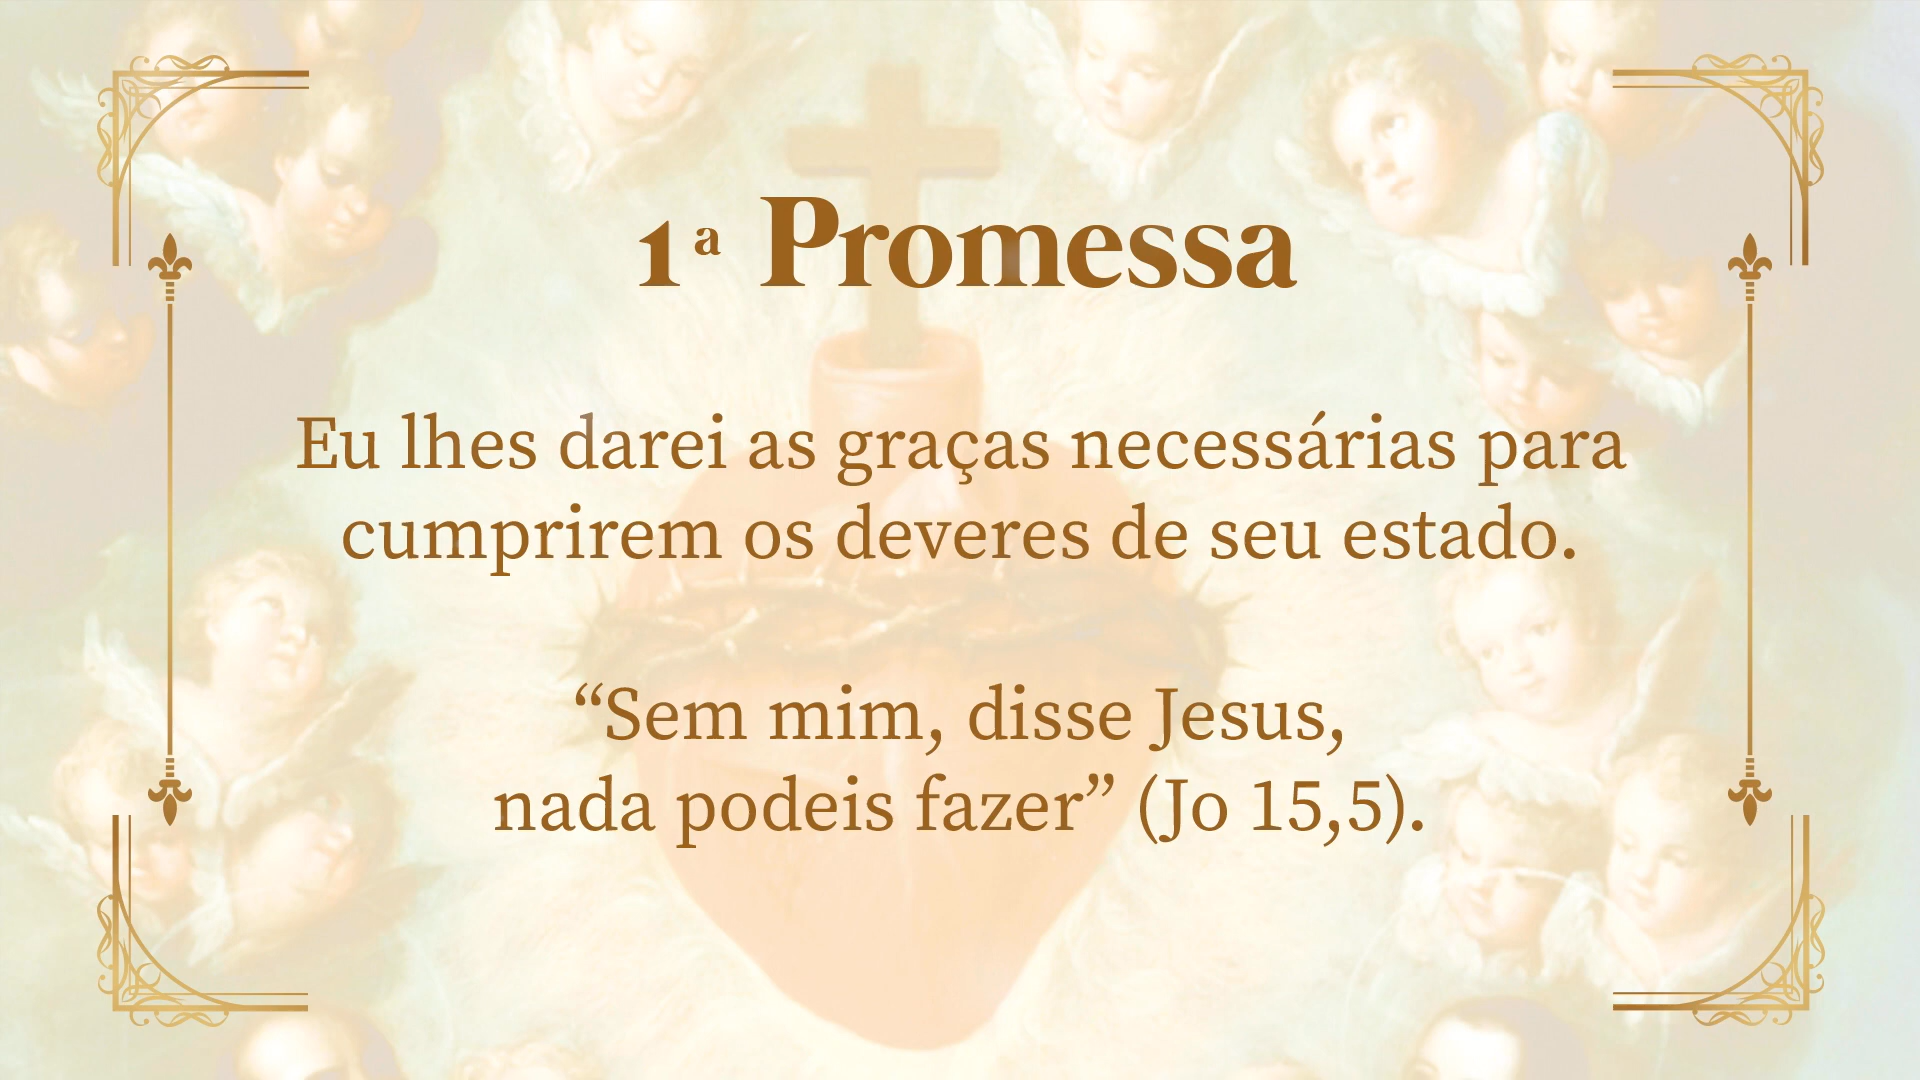 1ª Promessa
Eu lhes darei as graças necessárias para
cumprirem os deveres de seu estado.
“Sem mim, disse Jesus,
nada podeis fazer” (Jo 15,5).